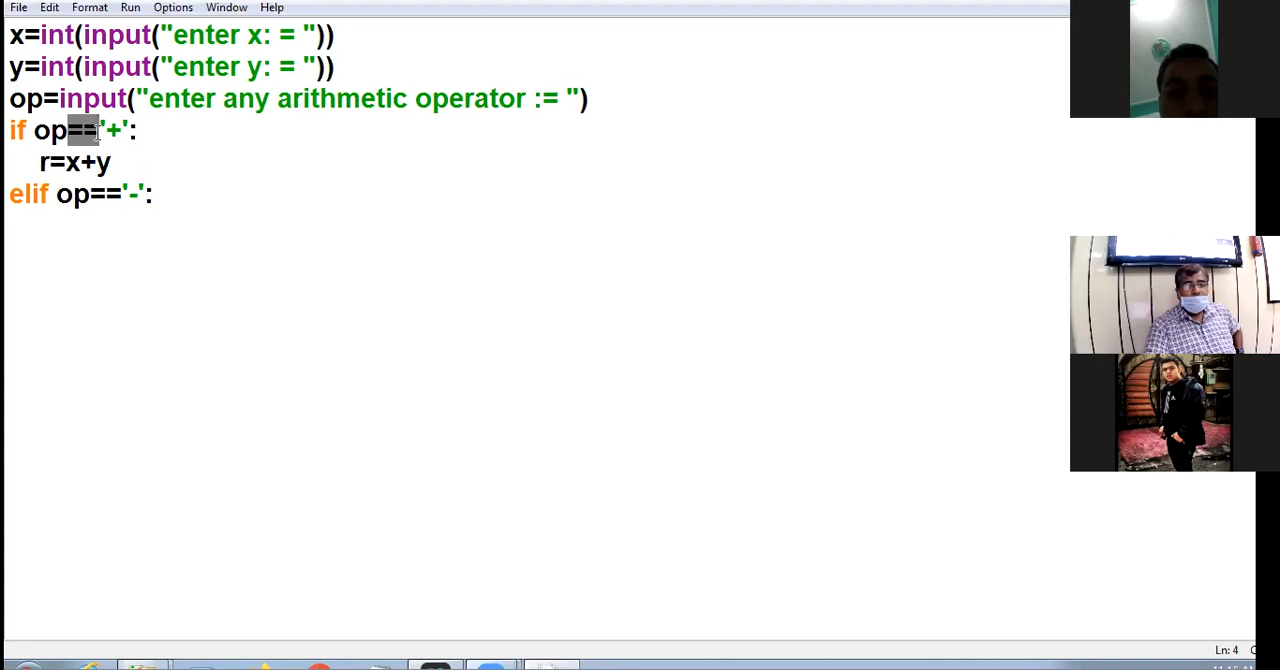 File Edit Format Run Options Window Help
x=int(input("enter x: = "))
y=int(input("enter y: = "))
op=input("enter any arithmetic operator := ")
if op=='+':
    r=x+y
elif op=='-':
Ln: 4